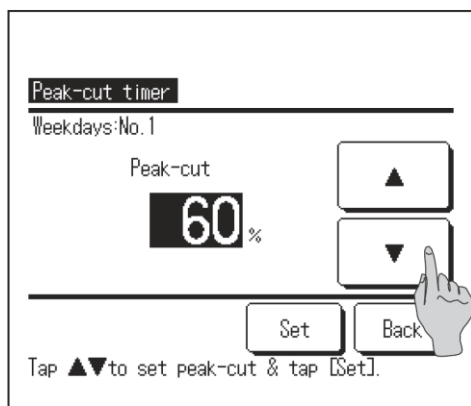 Peak-cut timer
Weekdays:No.1
Peak-cut
60 %
▲
▼
Set
Back
Tap ▲▼to set peak-cut & tap [Set].